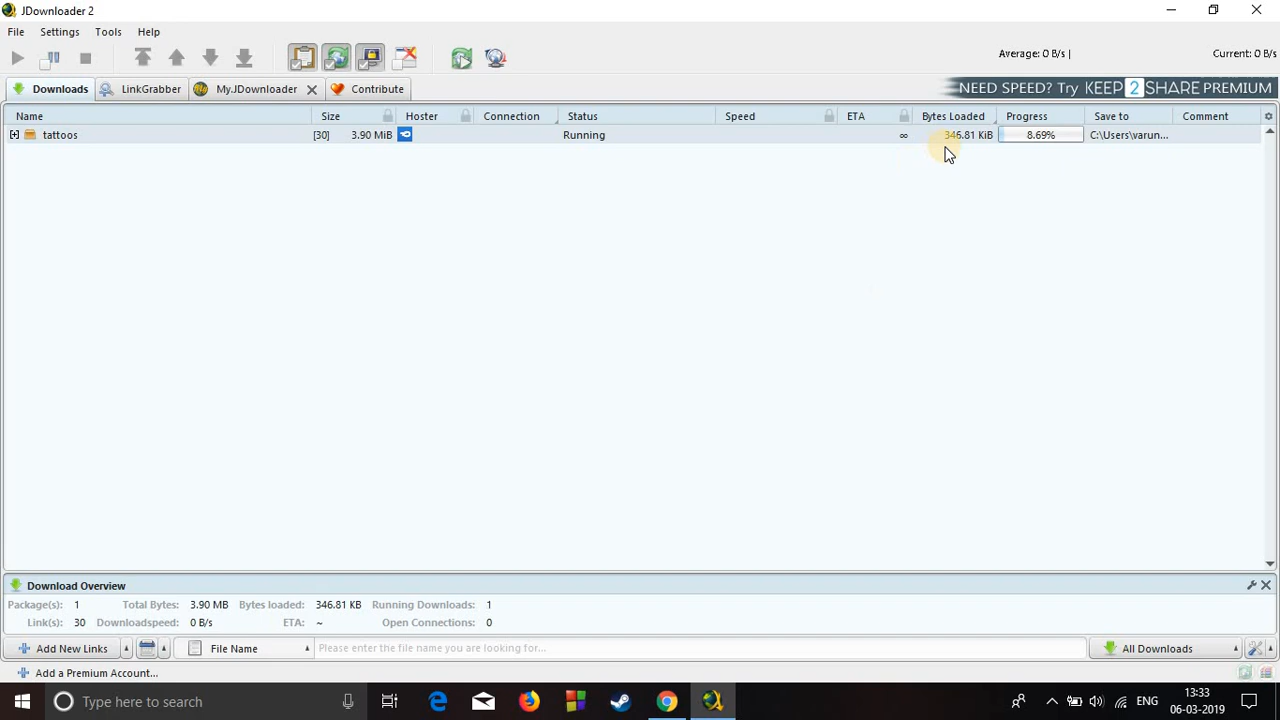 JDownloader 2
File Settings Tools Help
Average: 0 B/s | Current: 0 B/s
Downloads LinkGrabber My.JDownloader Contribute
NEED SPEED? Try KEEP 2 SHARE PREMIUM
Name Size Hoster Connection Status Speed ETA Bytes Loaded Progress Save to Comment
tattoos [30] 3.90 MiB Running ∞ 346.81 KiB 8.69% C:\Users\varun...
Download Overview
Package(s): 1 Total Bytes: 3.90 MB Bytes loaded: 346.81 KB Running Downloads: 1
Link(s): 30 Downloadspeed: 0 B/s ETA: ~ Open Connections: 0
Add New Links File Name Please enter the file name you are looking for... All Downloads
Add a Premium Account...
Type here to search
ENG
13:33
06-03-2019